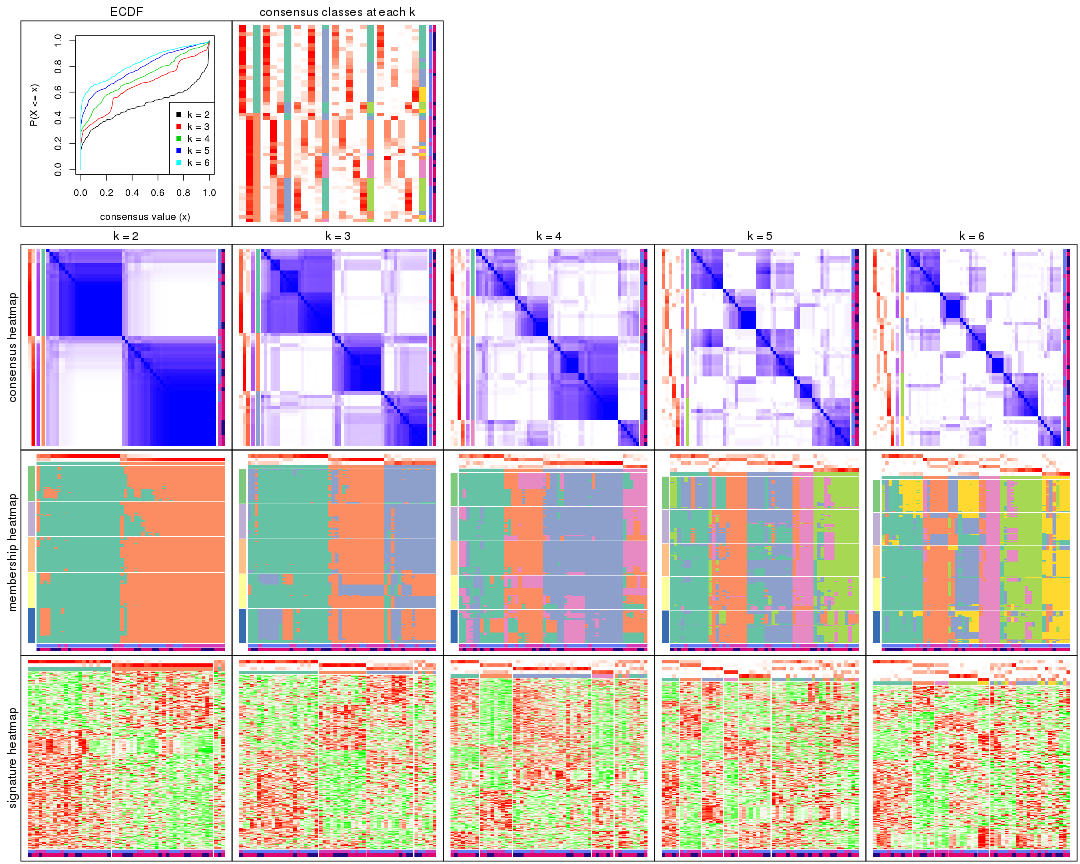 ECDF
consensus classes at each k
P(X <= x)
0.0 0.2 0.4 0.6 0.8 1.0
k = 2
k = 3
k = 4
k = 5
k = 6
0.0 0.2 0.4 0.6 0.8 1.0
consensus value (x)
k = 2 k = 3 k = 4 k = 5 k = 6
consensus heatmap
membership heatmap
signature heatmap